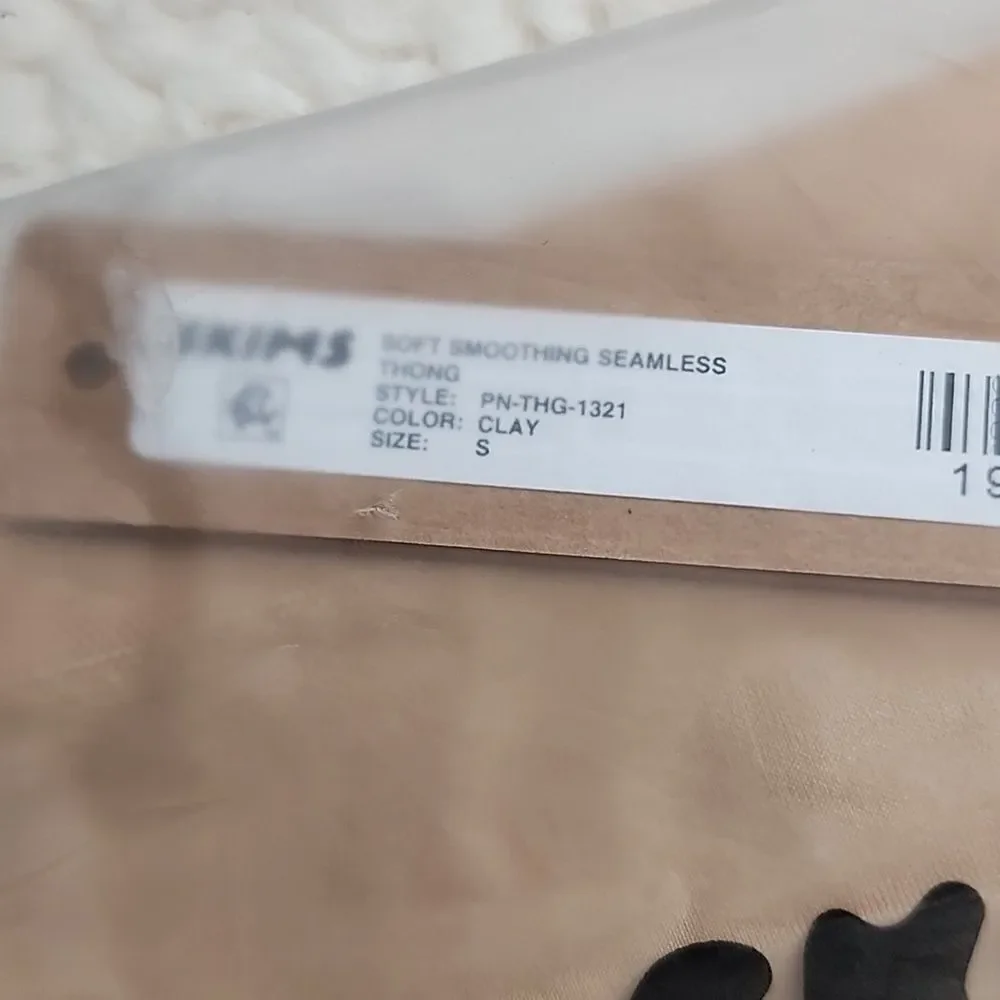 SKIMS
SOFT SMOOTHING SEAMLESS
THONG
STYLE: PN-THG-1321
COLOR: CLAY
SIZE: S
19